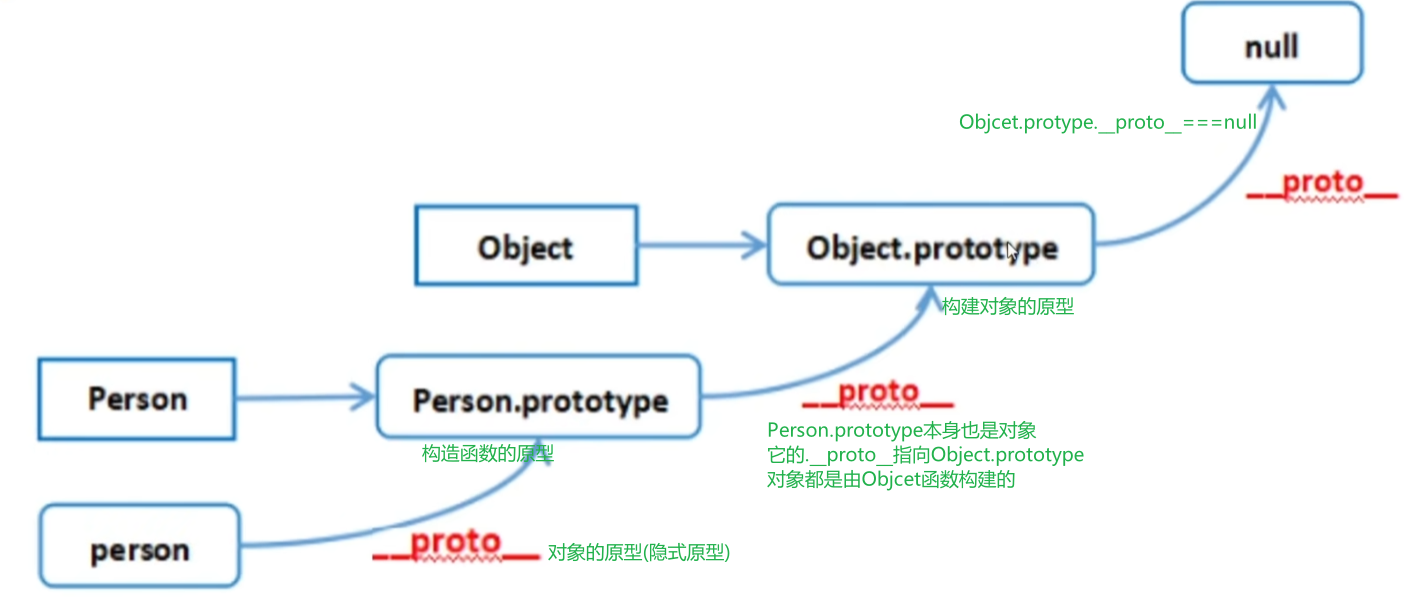 null
Objcet.protype.__proto__===null
__proto__
Object
Object.prototype
构建对象的原型
Person
Person.prototype
__proto__
构造函数的原型
Person.prototype本身也是对象
它的.__proto__指向Object.prototype
对象都是由Objcet函数构建的
person
__proto__
对象的原型(隐式原型)